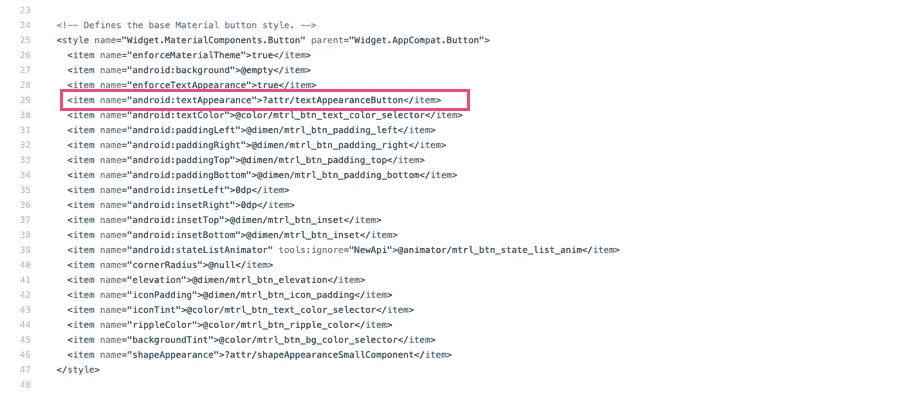 23
24 <!-- Defines the base Material button style. -->
25 <style name="Widget.MaterialComponents.Button" parent="Widget.AppCompat.Button">
26 <item name="enforceMaterialTheme">true</item>
27 <item name="android:background">@empty</item>
28 <item name="enforceTextAppearance">true</item>
29 <item name="android:textAppearance">?attr/textAppearanceButton</item>
30 <item name="android:textColor">@color/mtrl_btn_text_color_selector</item>
31 <item name="android:paddingLeft">@dimen/mtrl_btn_padding_left</item>
32 <item name="android:paddingRight">@dimen/mtrl_btn_padding_right</item>
33 <item name="android:paddingTop">@dimen/mtrl_btn_padding_top</item>
34 <item name="android:paddingBottom">@dimen/mtrl_btn_padding_bottom</item>
35 <item name="android:insetLeft">0dp</item>
36 <item name="android:insetRight">0dp</item>
37 <item name="android:insetTop">@dimen/mtrl_btn_inset</item>
38 <item name="android:insetBottom">@dimen/mtrl_btn_inset</item>
39 <item name="android:stateListAnimator" tools:ignore="NewApi">@animator/mtrl_btn_state_list_anim</item>
40 <item name="cornerRadius">@null</item>
41 <item name="elevation">@dimen/mtrl_btn_elevation</item>
42 <item name="iconPadding">@dimen/mtrl_btn_icon_padding</item>
43 <item name="iconTint">@color/mtrl_btn_text_color_selector</item>
44 <item name="rippleColor">@color/mtrl_btn_ripple_color</item>
45 <item name="backgroundTint">@color/mtrl_btn_bg_color_selector</item>
46 <item name="shapeAppearance">?attr/shapeAppearanceSmallComponent</item>
47 </style>
48